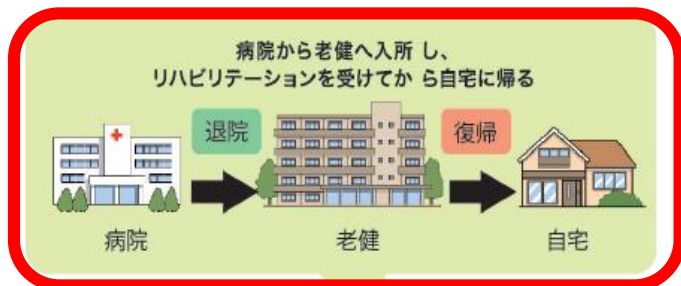 病院から老健へ入所 し、
リハビリテーションを受けてか ら自宅に帰る
退院
復帰
病院
老健
自宅